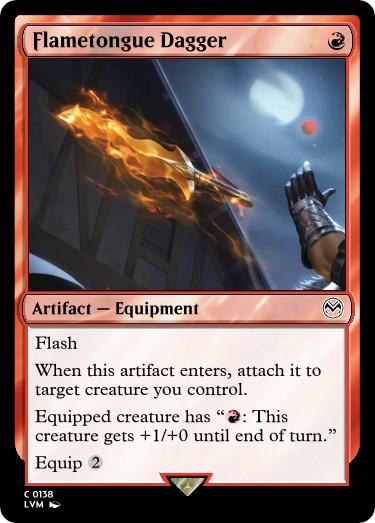 Flametongue Dagger
Artifact — Equipment
Flash
When this artifact enters, attach it to
target creature you control.
Equipped creature has “: This
creature gets +1/+0 until end of turn.”
Equip 2
C 0138
LVM